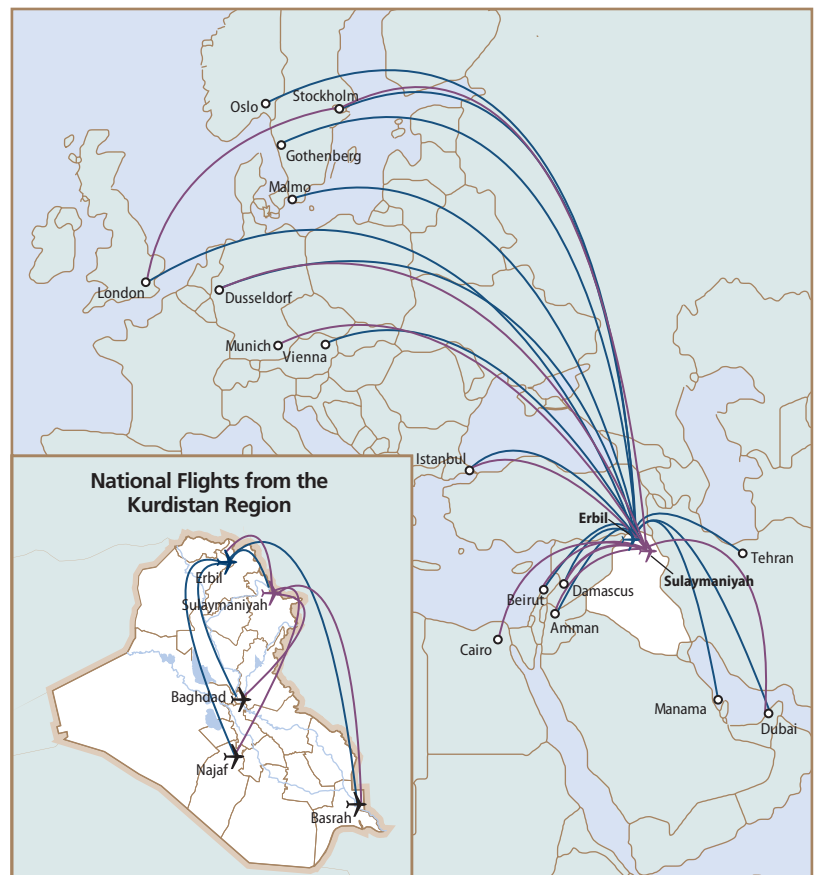 Stockholm
Oslo
Gothenberg
Malmo
London
Dusseldorf
Munich
Vienna
Istanbul
National Flights from the
Kurdistan Region
Erbil
Tehran
Sulaymaniyah
Damascus
Beirut
Amman
Cairo
Manama
Dubai
Erbil
Sulaymaniyah
Baghdad
Najaf
Basrah